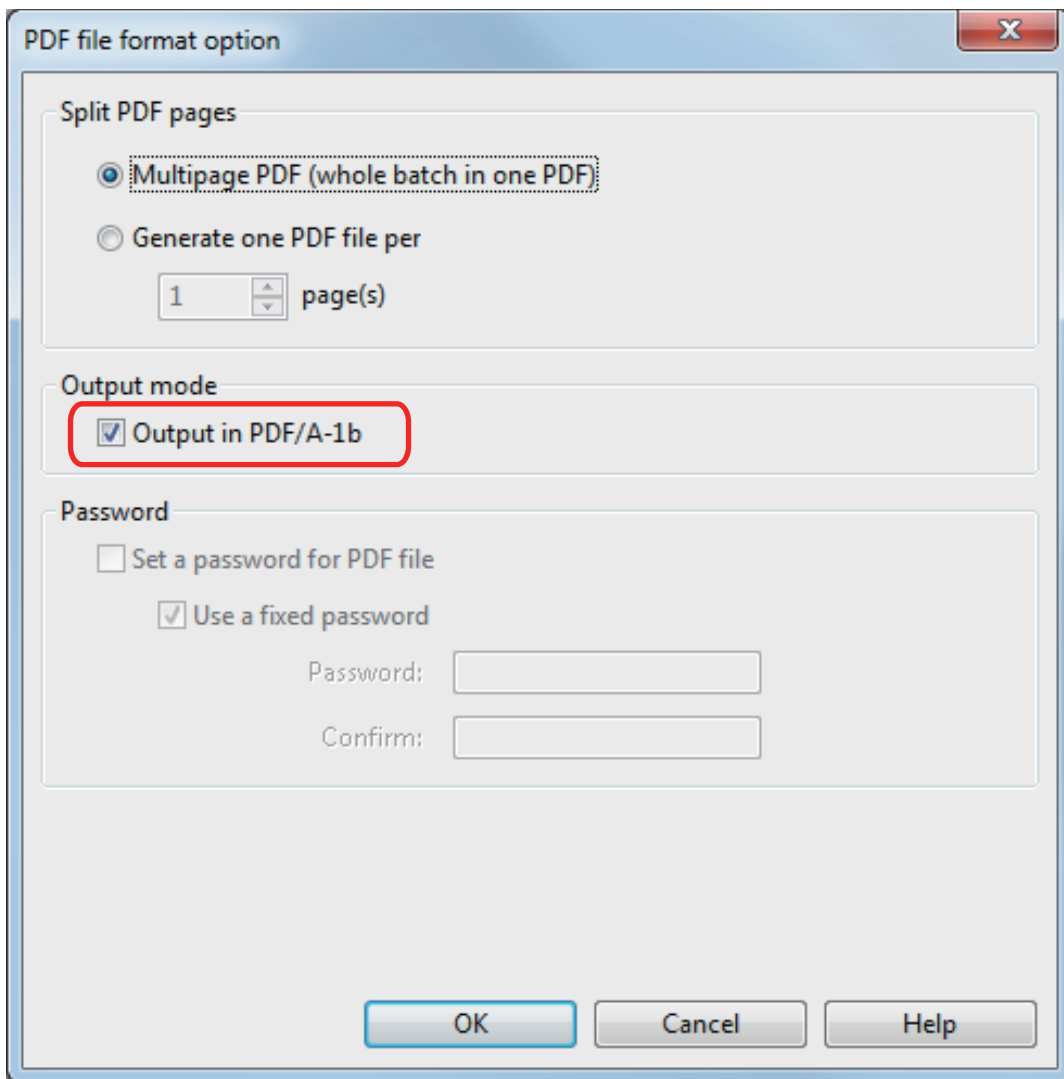 PDF file format option
Split PDF pages
Multipage PDF (whole batch in one PDF)
Generate one PDF file per
1 page(s)
Output mode
Output in PDF/A-1b
Password
Set a password for PDF file
Use a fixed password
Password:
Confirm:
OK Cancel Help